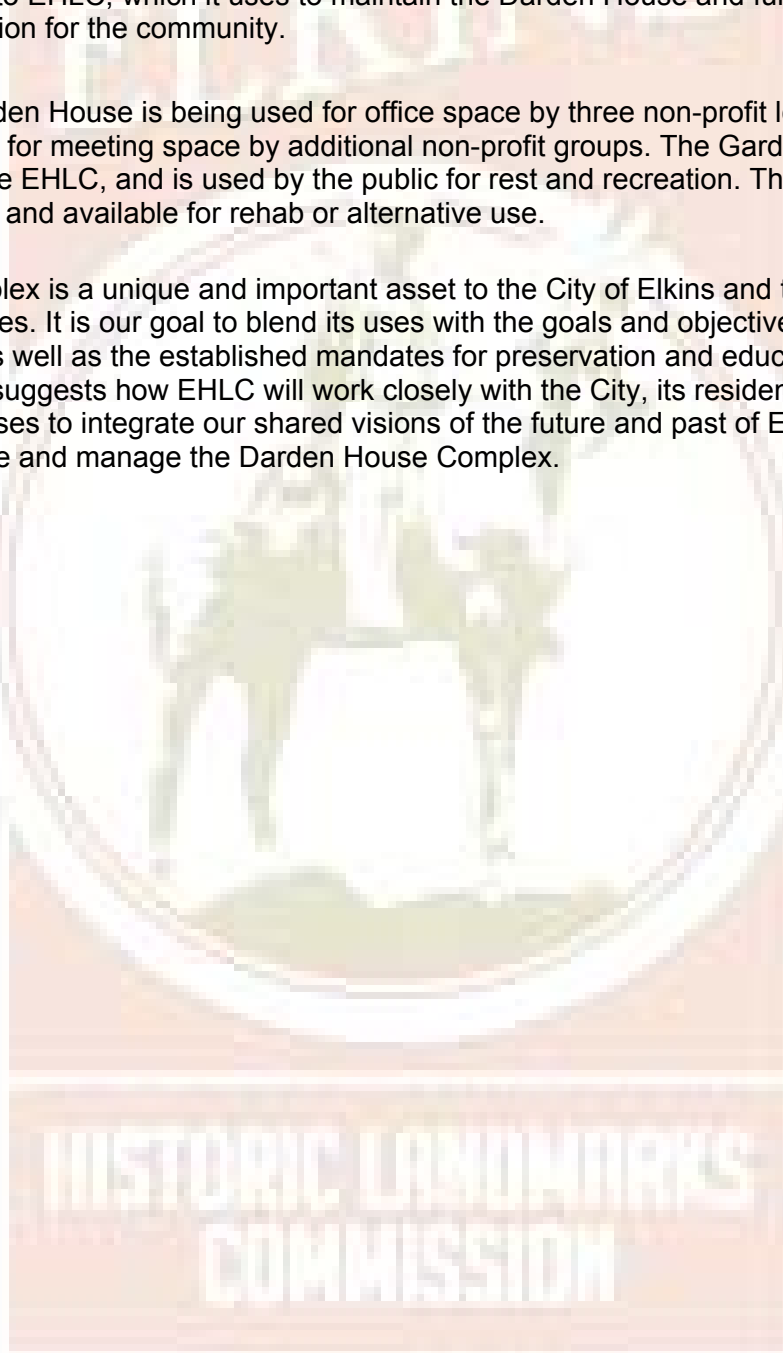 to EHLC, which it uses to maintain the Darden House and
ion for the community.
ELKINS
den House is being used for office space by three non-profit
for meeting space by additional non-profit groups. The Gard
e EHLC, and is used by the public for rest and recreation. Th
and available for rehab or alternative use.
lex is a unique and important asset to the City of Elkins and
es. It is our goal to blend its uses with the goals and objective
s well as the established mandates for preservation and educ
suggests how EHLC will work closely with the City, its residen
ses to integrate our shared visions of the future and past of E
e and manage the Darden House Complex.
HISTORIC LANDMARKS
COMMISSION